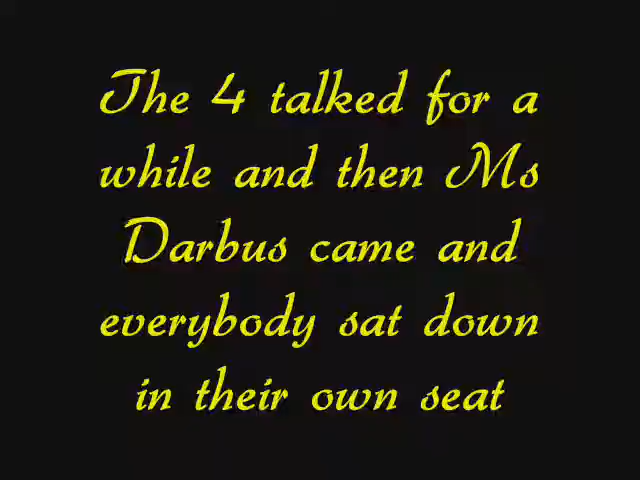 The 4 talked for a
while and then Ms
Darbus came and
everybody sat down
in their own seat